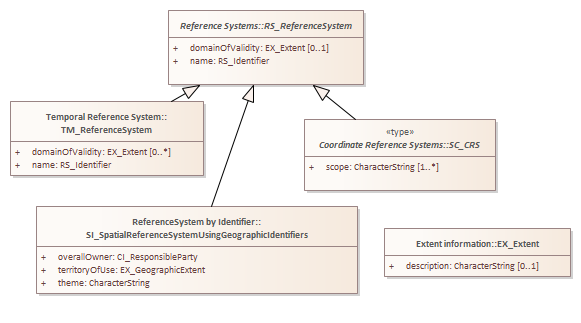 Reference Systems::RS_ReferenceSystem
+ domainOfValidity: EX_Extent [0..1]
+ name: RS_Identifier
Temporal Reference System::
TM_ReferenceSystem
+ domainOfValidity: EX_Extent [0..*]
+ name: RS_Identifier
«type»
Coordinate Reference Systems::SC_CRS
+ scope: CharacterString [1..*]
ReferenceSystem by Identifier::
SI_SpatialReferenceSystemUsingGeographicIdentifiers
+ overallOwner: CI_ResponsibleParty
+ territoryOfUse: EX_GeographicExtent
+ theme: CharacterString
Extent information::EX_Extent
+ description: CharacterString [0..1]